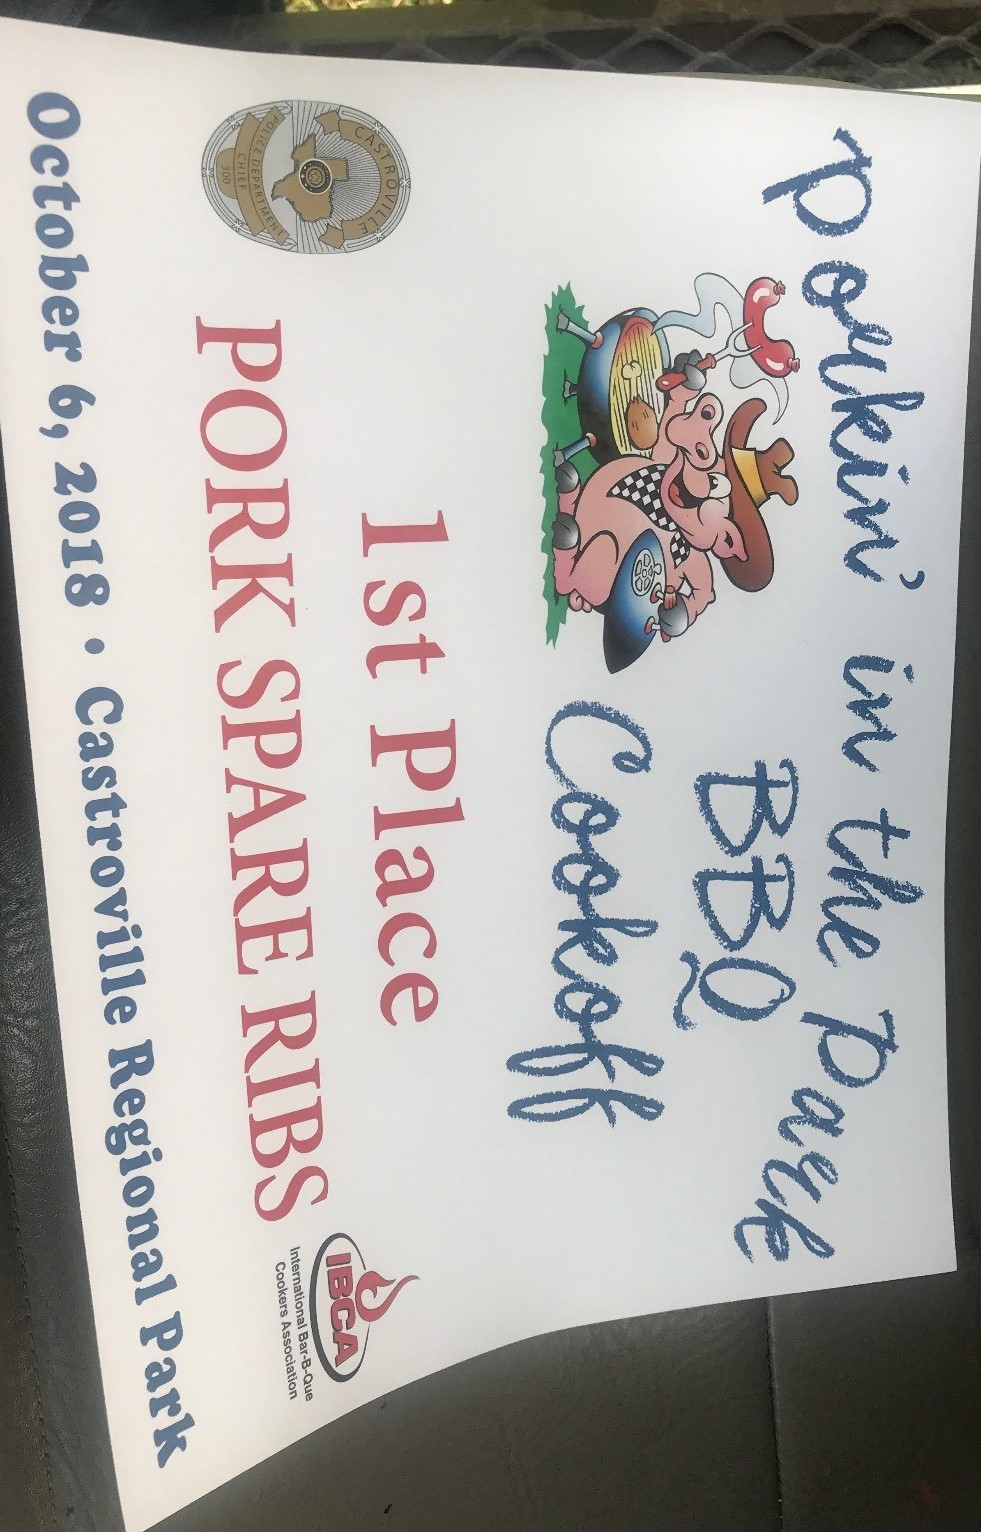 Porkin' in the Park
BBQ
Cookoff
1st Place
PORK SPARE RIBS
CASTROVILLE
POLICE DEPARTMENT
CHIEF
300
IBCA
International Bar-B-Que
Cookers Association
October 6, 2018 • Castroville Regional Park